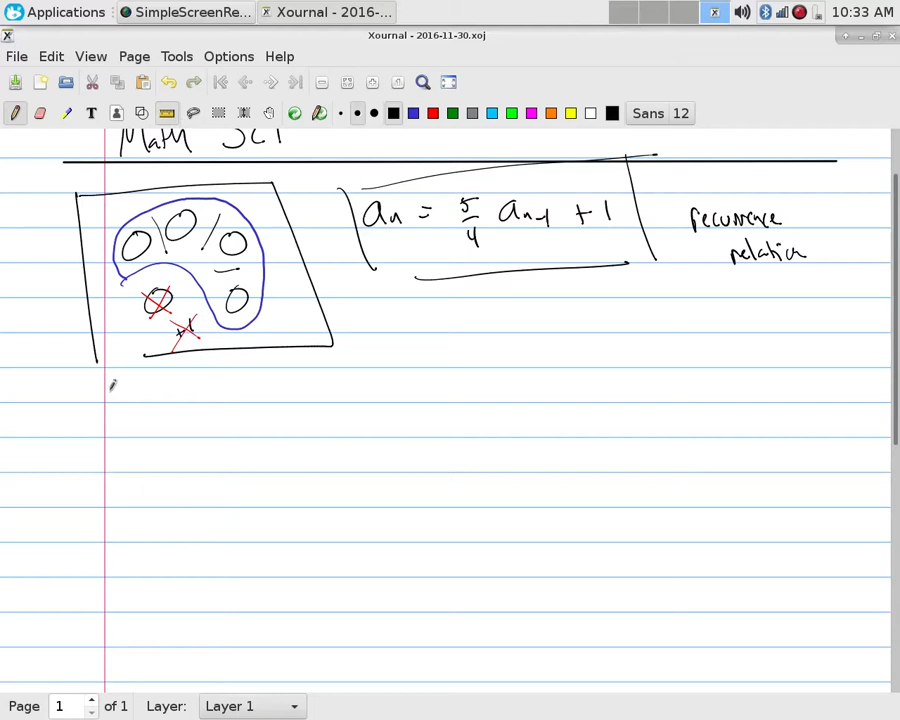 Applications
SimpleScreenRe...
Xournal - 2016-...
10:33 AM
Xournal - 2016-11-30.xoj
File Edit View Page Tools Options Help
T
Sans 12
Math
aₙ = 5/4 aₙ₋₁ + 1
recurrence
relation
+1
Page 1 of 1 Layer: Layer 1